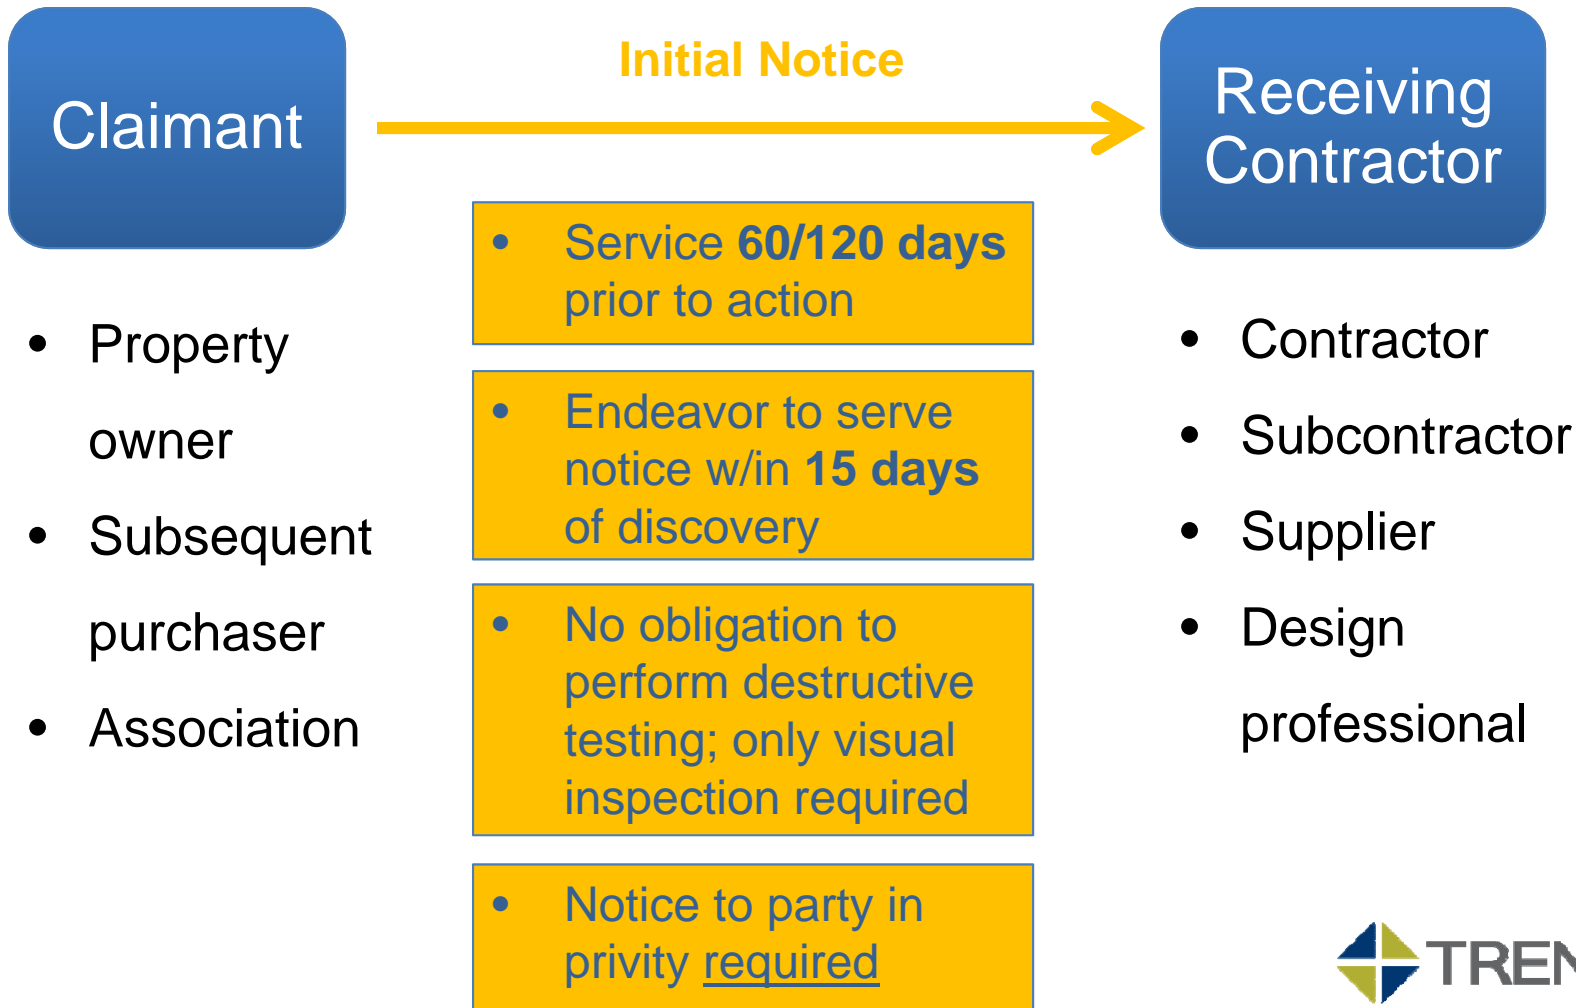 Claimant
Initial Notice
Receiving
Contractor
• Property
owner
• Subsequent
purchaser
• Association
• Service 60/120 days
prior to action
• Endeavor to serve
notice w/in 15 days
of discovery
• No obligation to
perform destructive
testing; only visual
inspection required
• Notice to party in
privity required
• Contractor
• Subcontractor
• Supplier
• Design
professional
TREN